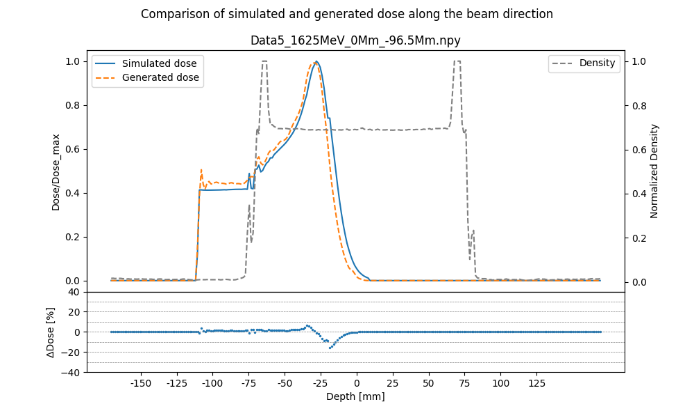 Comparison of simulated and generated dose along the beam direction
Data5_1625MeV_0Mm_-96.5Mm.npy
Simulated dose
Generated dose
Density
1.0
0.8
0.6
0.4
0.2
0.0
Dose/Dose_max
1.0
0.8
0.6
0.4
0.2
0.0
Normalized Density
40
20
0
−20
−40
ΔDose [%]
-150 -125 -100 -75 -50 -25 0 25 50 75 100 125
Depth [mm]